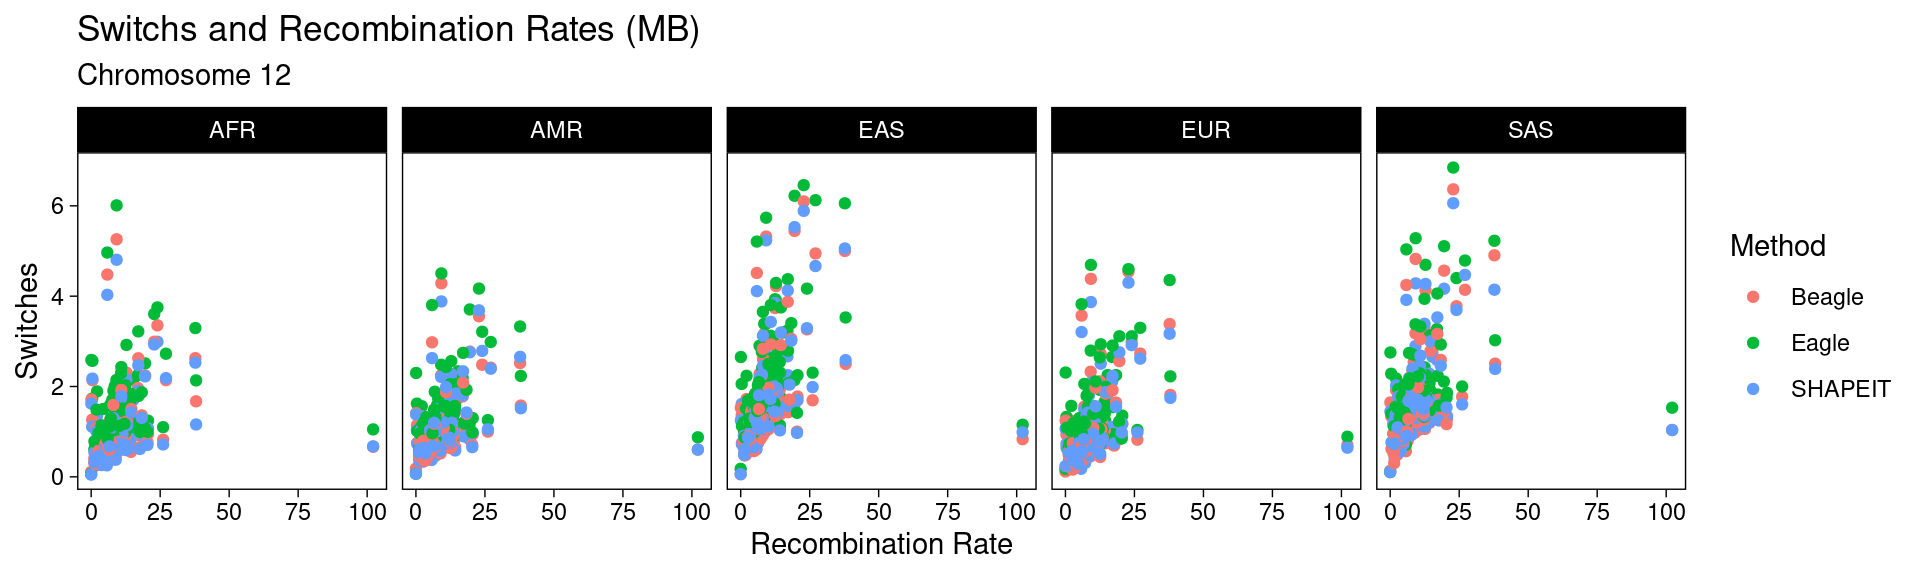 Switchs and Recombination Rates (MB)
Chromosome 12
AFR AMR EAS EUR SAS
Switches
6
4
2
0
0 25 50 75 100 0 25 50 75 100 0 25 50 75 100 0 25 50 75 100 0 25 50 75 100
Recombination Rate
Method
Beagle
Eagle
SHAPEIT